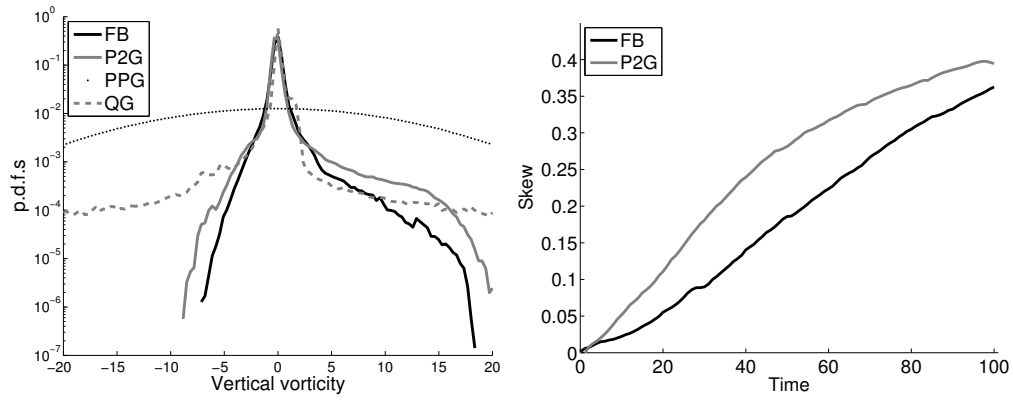 FB
P2G
PPG
QG
10^0
10^-1
10^-2
10^-3
10^-4
10^-5
10^-6
10^-7
p.d.f.s
−20 −15 −10 −5 0 5 10 15 20
Vertical vorticity
FB
P2G
0.4
0.35
0.3
0.25
0.2
0.15
0.1
0.05
0
Skew
0 20 40 60 80 100
Time